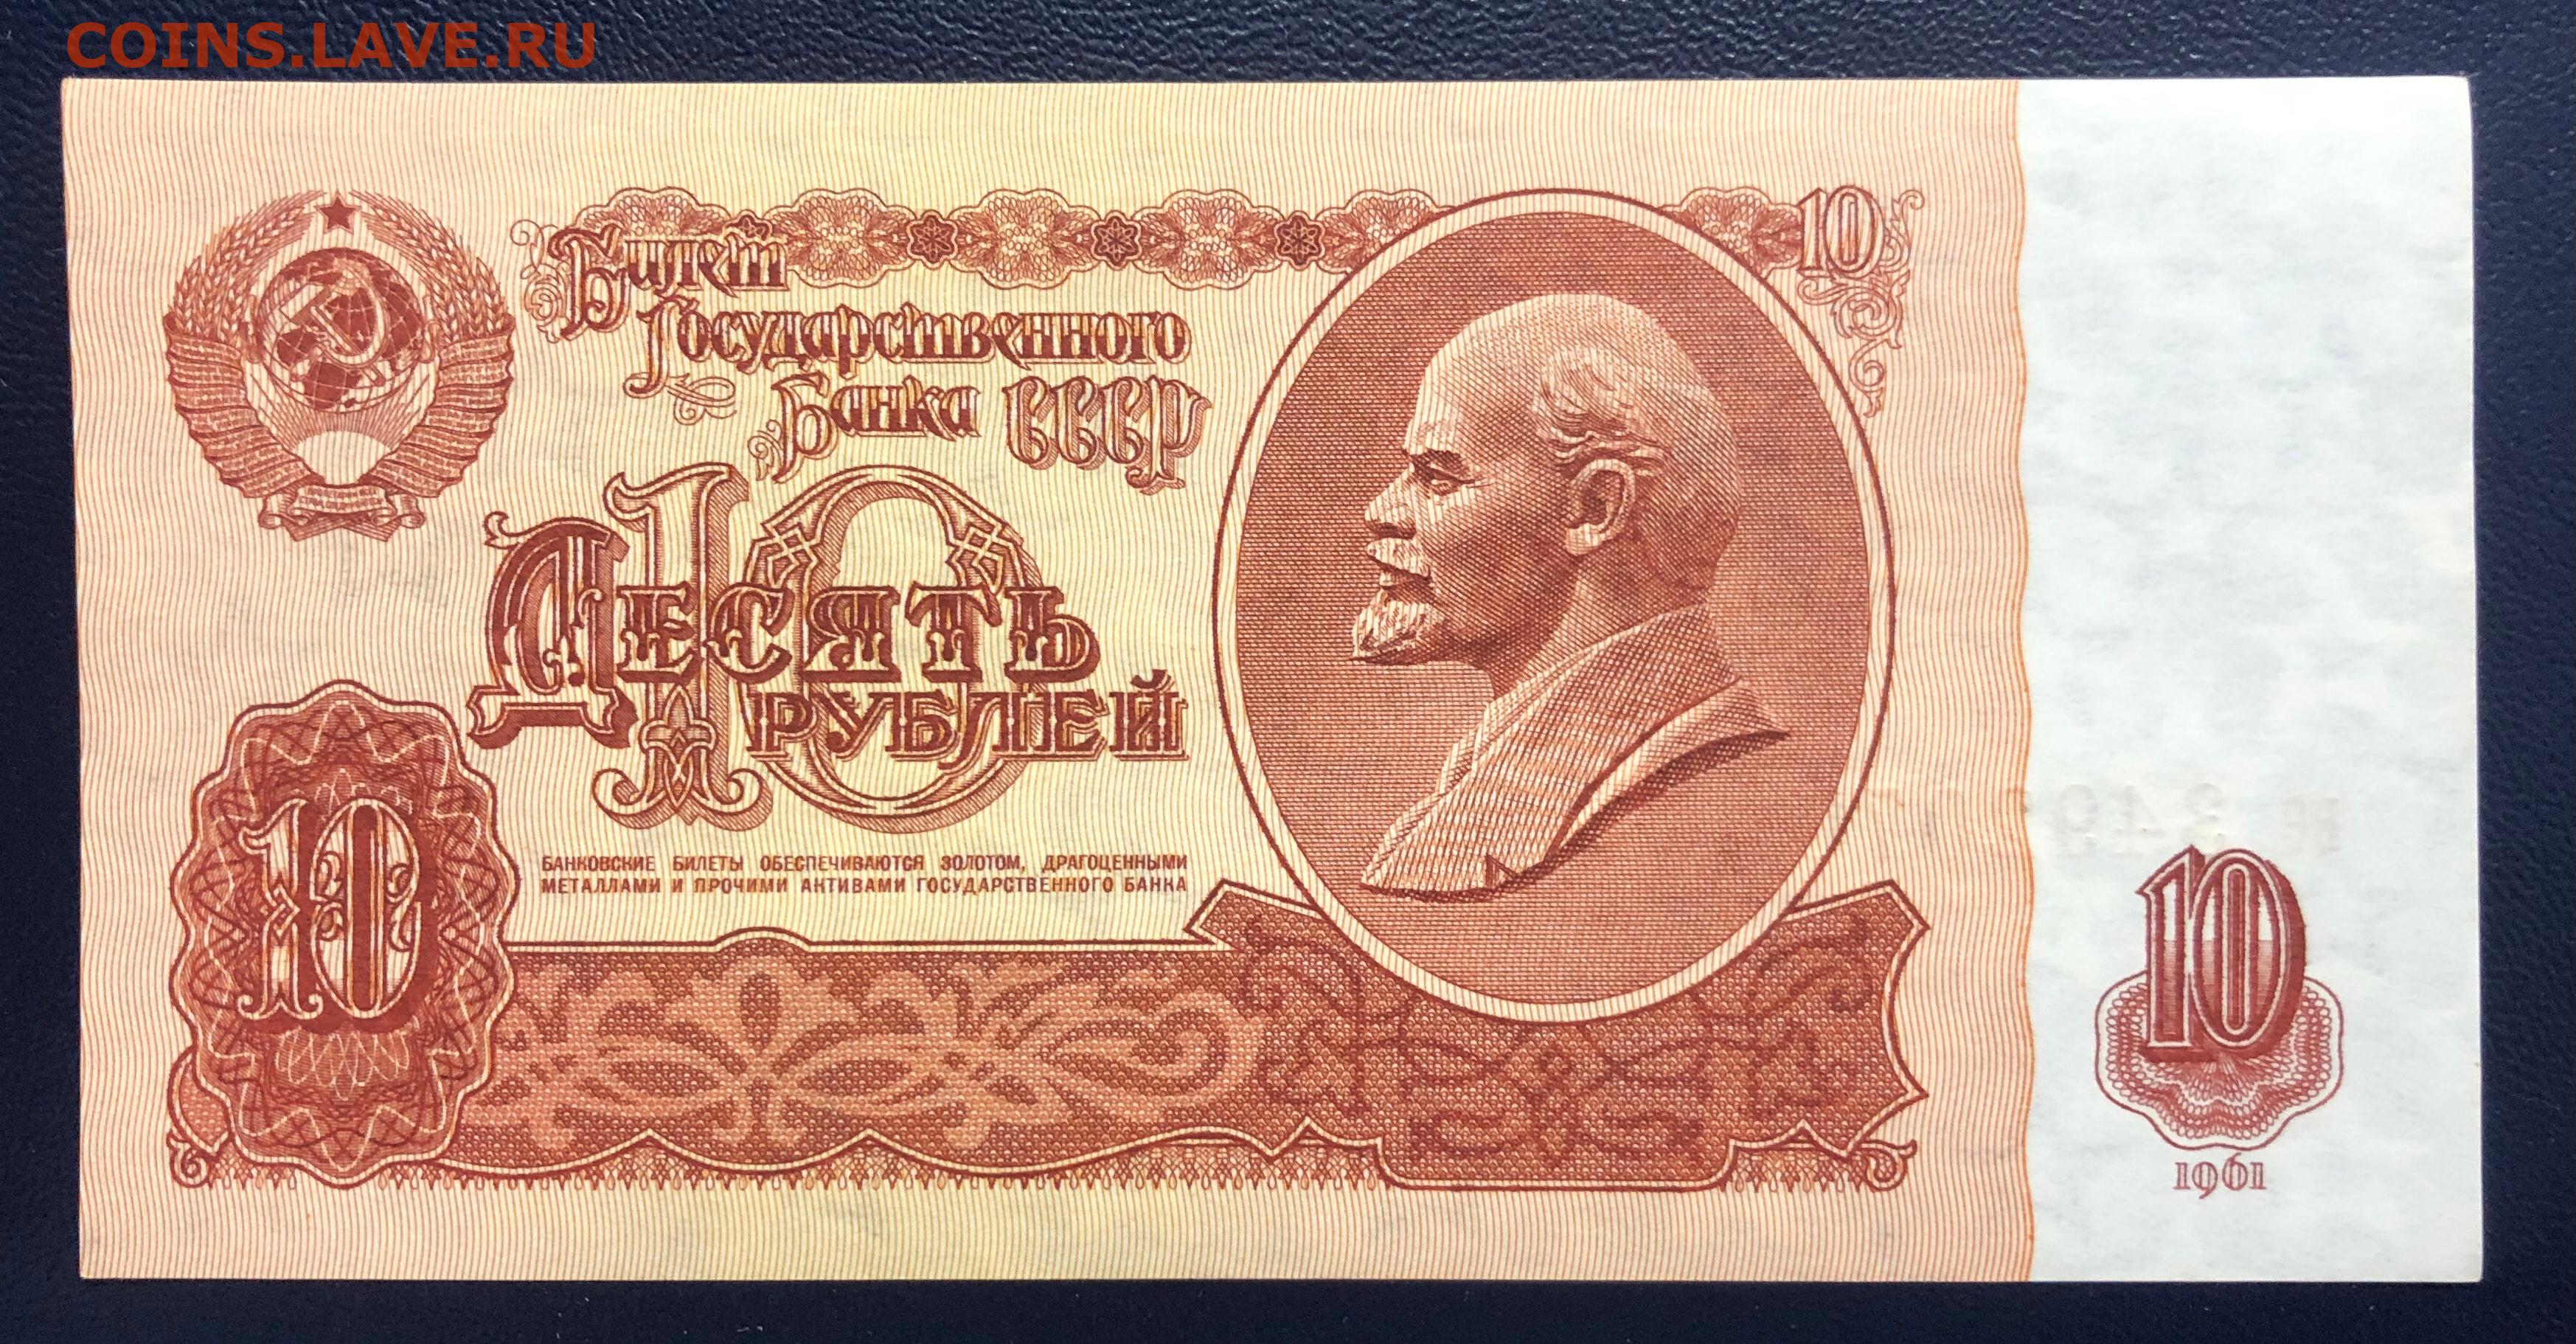 COINS.LAVE.RU
Билет
Государственного
Банка СССР
10
10
Десять
рублей
БАНКОВСКИЕ БИЛЕТЫ ОБЕСПЕЧИВАЮТСЯ ЗОЛОТОМ, ДРАГОЦЕННЫМИ
МЕТАЛЛАМИ И ПРОЧИМИ АКТИВАМИ ГОСУДАРСТВЕННОГО БАНКА
10
10
1961